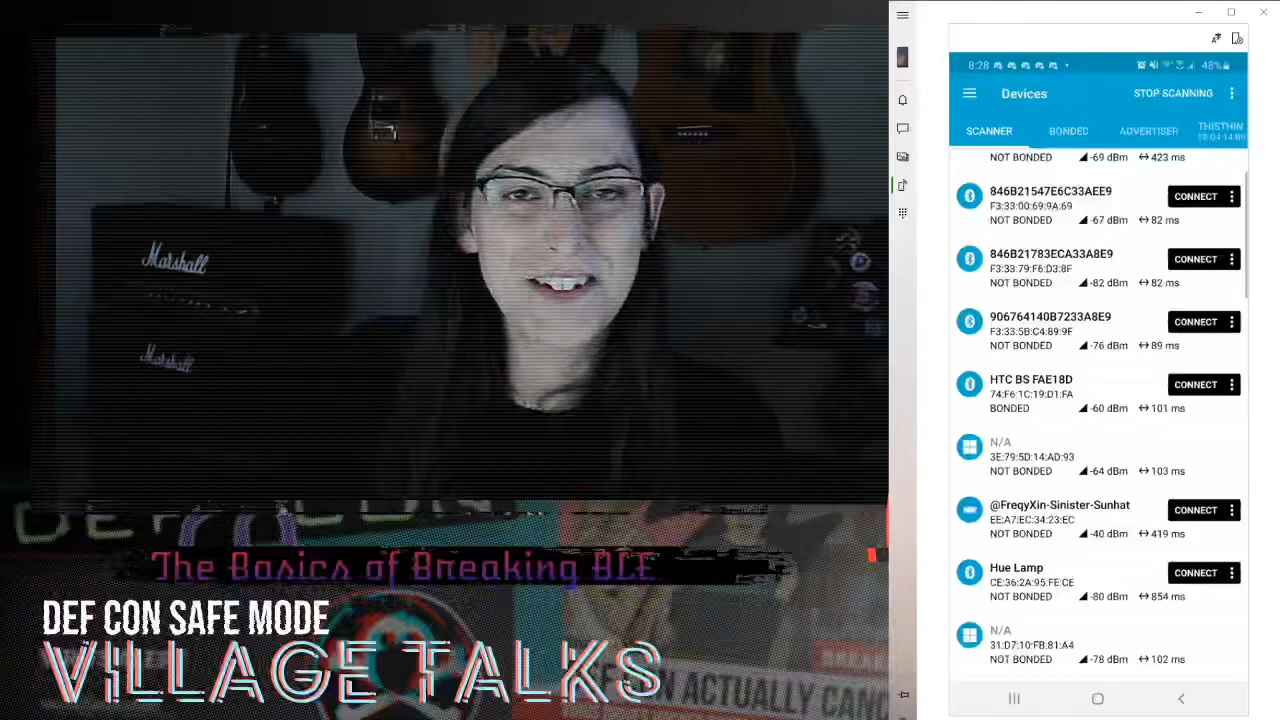 Marshall
Marshall
The Basics of Breaking BLE
DEF CON SAFE MODE
VILLAGE TALKS
DEF CON ACTUALLY CANC
8:28
48%
Devices
STOP SCANNING
SCANNER
BONDED
ADVERTISER
THISTHIN
NOT BONDED -69 dBm 423 ms
846B21547E6C33AEE9
F3:33:00:69:9A:69
CONNECT
NOT BONDED -67 dBm 82 ms
846B21783ECA33A8E9
F3:33:79:F6:D3:8F
CONNECT
NOT BONDED -82 dBm 82 ms
906764140B7233A8E9
F3:33:5B:C4:89:9F
CONNECT
NOT BONDED -76 dBm 89 ms
HTC BS FAE18D
74:F6:1C:19:D1:FA
CONNECT
BONDED -60 dBm 101 ms
N/A
3E:79:5D:14:AD:93
NOT BONDED -64 dBm 103 ms
@FreqyXin-Sinister-Sunhat
EE:A7:EC:34:23:EC
CONNECT
NOT BONDED -40 dBm 419 ms
Hue Lamp
CE:36:2A:95:FE:CE
CONNECT
NOT BONDED -80 dBm 854 ms
N/A
31:D7:10:FB:81:A4
NOT BONDED -78 dBm 102 ms